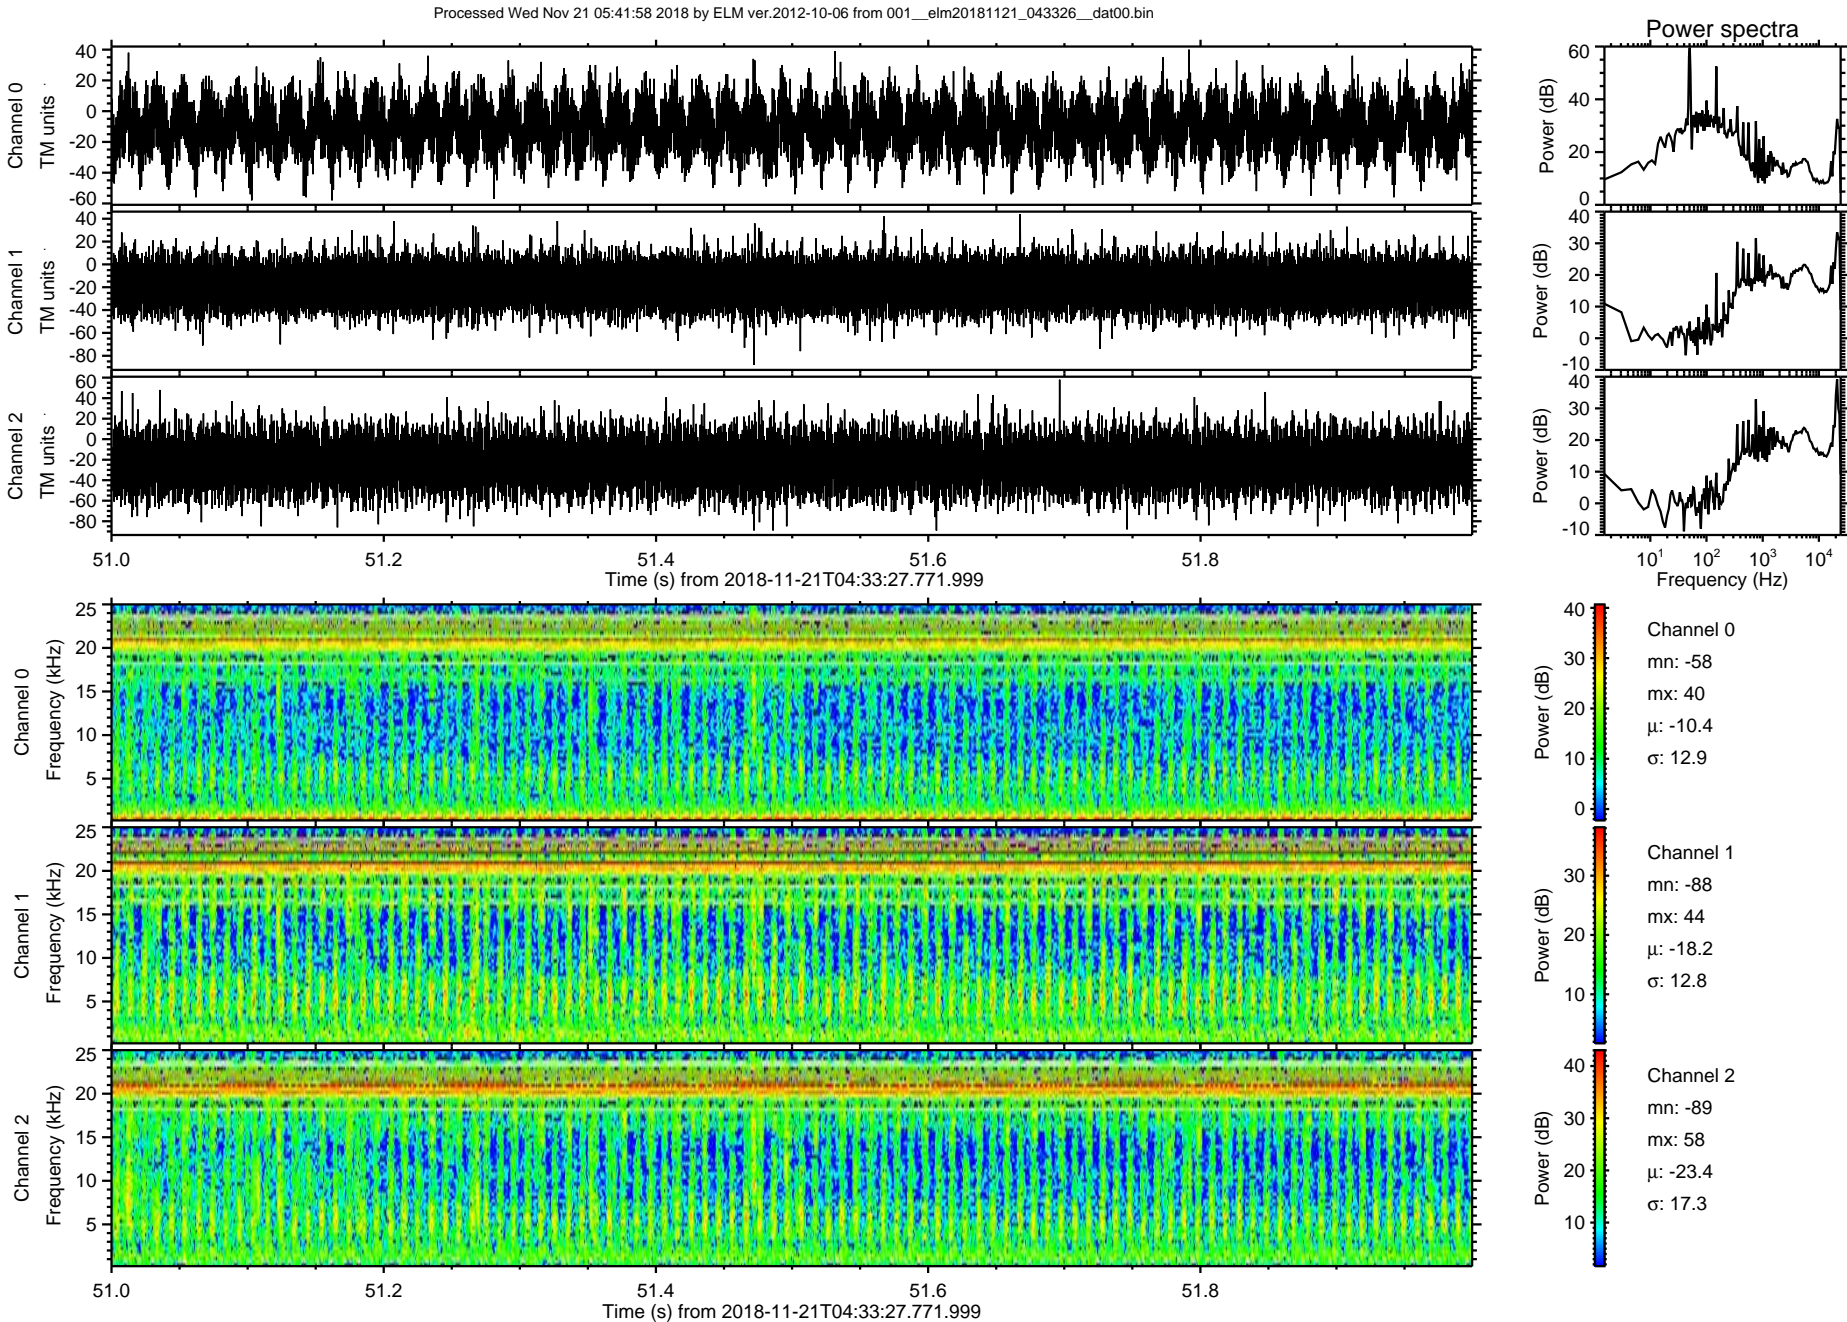 Processed Wed Nov 21 05:41:58 2018 by ELM ver.2012-10-06 from 001__elm20181121_043326__dat00.bin
Power spectra
Channel 0
TM units
40
20
0
-20
-40
-60
Power (dB)
60
40
20
0
Channel 1
TM units
40
20
0
-20
-40
-60
-80
Power (dB)
40
30
20
10
0
-10
Channel 2
TM units
60
40
20
0
-20
-40
-60
-80
Power (dB)
40
30
20
10
0
-10
51.0 51.2 51.4 51.6 51.8
Time (s) from 2018-11-21T04:33:27.771.999
10^1 10^2 10^3 10^4
Frequency (Hz)
Channel 0
Frequency (kHz)
25
20
15
10
5
Power (dB)
40
30
20
10
0
Channel 0
mn: -58
mx: 40
μ: -10.4
σ: 12.9
Channel 1
Frequency (kHz)
25
20
15
10
5
Power (dB)
30
20
10
Channel 1
mn: -88
mx: 44
μ: -18.2
σ: 12.8
Channel 2
Frequency (kHz)
25
20
15
10
5
Power (dB)
40
30
20
10
Channel 2
mn: -89
mx: 58
μ: -23.4
σ: 17.3
51.0 51.2 51.4 51.6 51.8
Time (s) from 2018-11-21T04:33:27.771.999